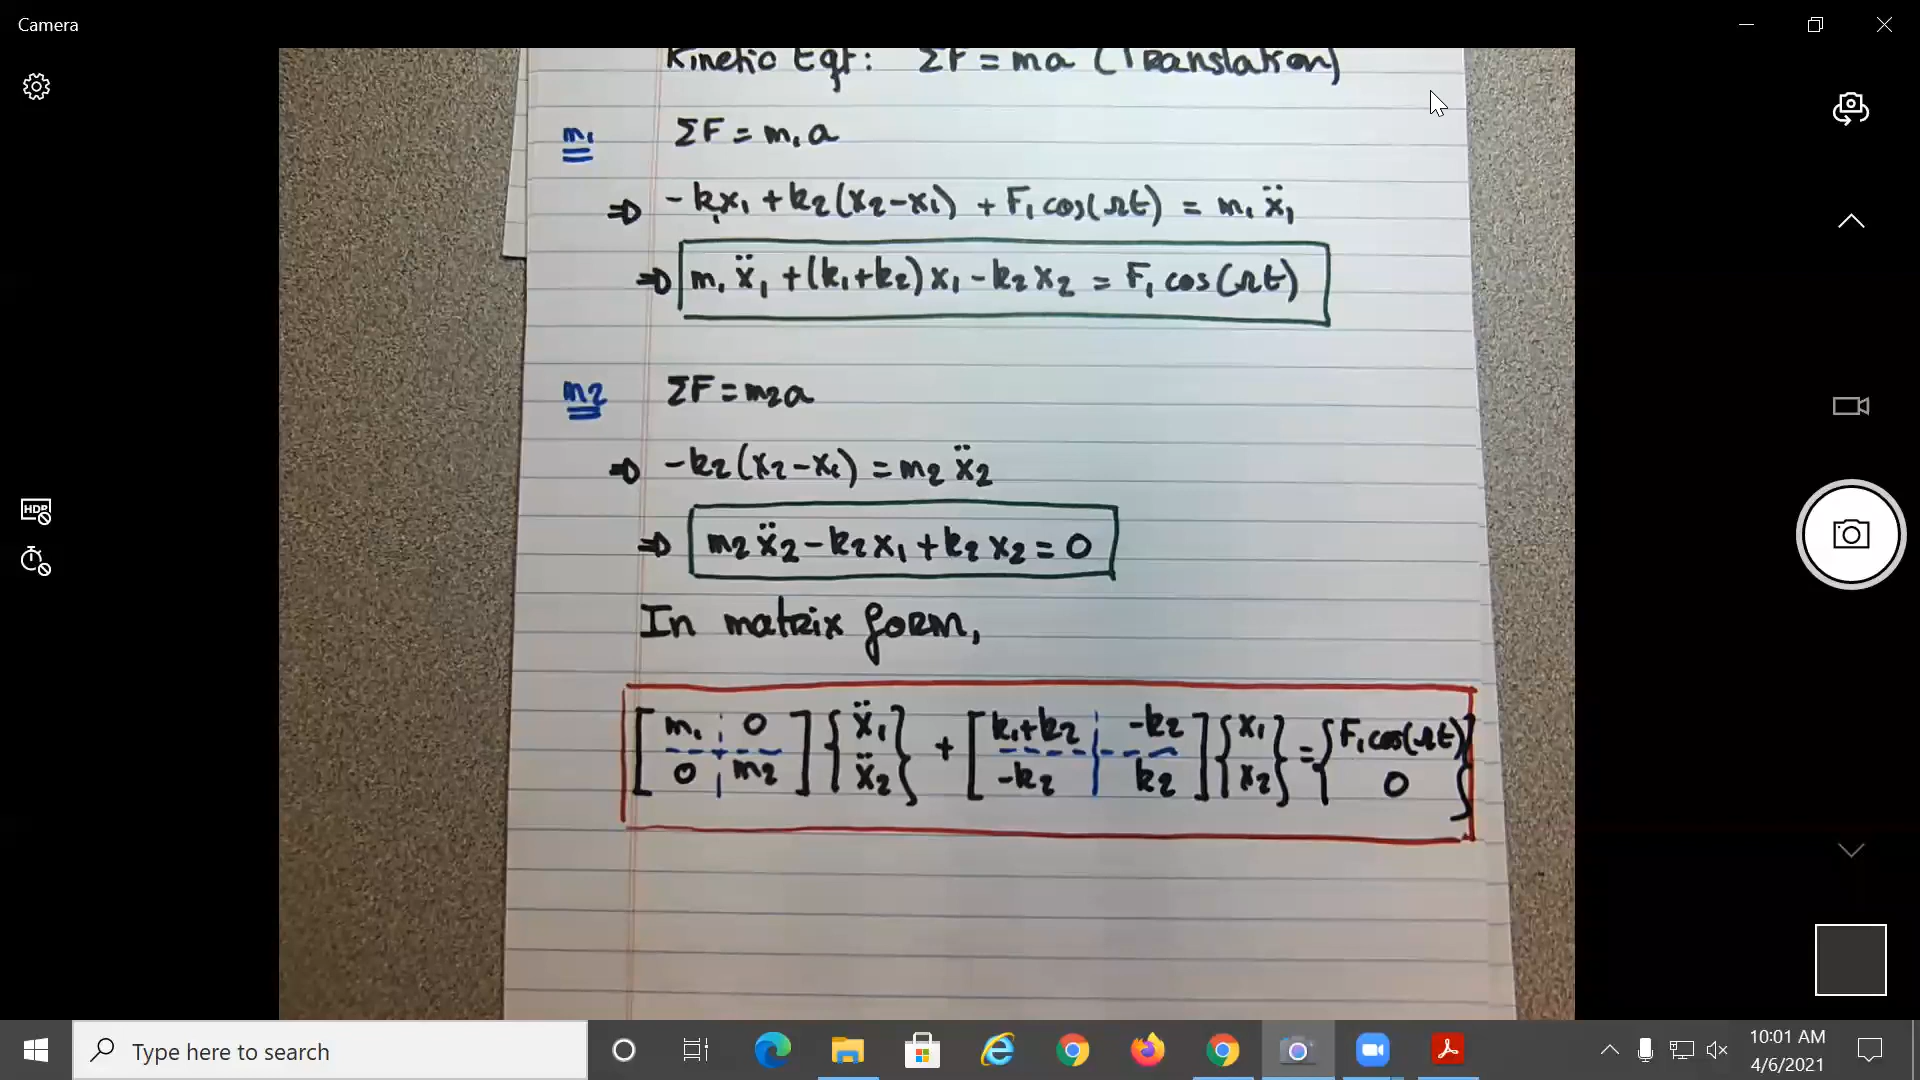 Camera
Kinetic Eqt: ΣF = ma (Translation)
m₁ ΣF = m₁a
⇒ -k₁x₁ + k₂(x₂-x₁) + F₁cos(Ωt) = m₁ẍ₁
⇒ m₁ẍ₁ + (k₁+k₂)x₁ - k₂x₂ = F₁cos(Ωt)
m₂ ΣF = m₂a
⇒ -k₂(x₂-x₁) = m₂ẍ₂
⇒ m₂ẍ₂ - k₂x₁ + k₂x₂ = 0
In matrix form,
[m₁ 0] {ẍ₁} + [k₁+k₂ -k₂] {x₁} = {F₁cos(Ωt)}
[0 m₂] {ẍ₂} [-k₂ k₂] {x₂} {0}
HDR
Type here to search
10:01 AM
4/6/2021